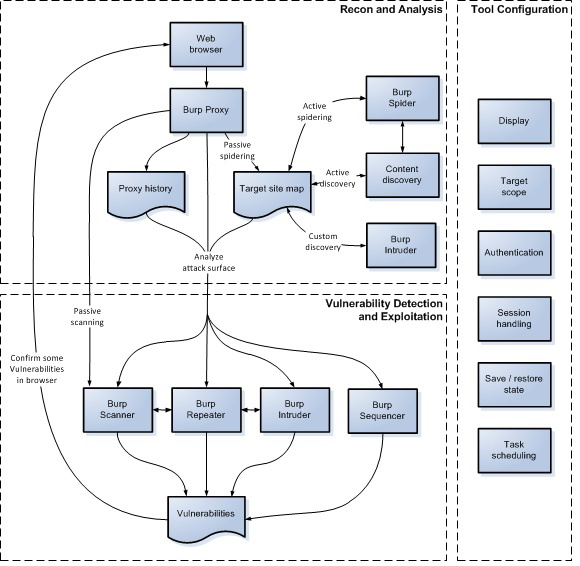 Recon and Analysis
Web
browser
Burp Proxy
Passive
spidering
Active
spidering
Burp
Spider
Proxy history
Target site map
Active
discovery
Content
discovery
Custom
discovery
Burp
Intruder
Analyze
attack surface
Vulnerability Detection
and Exploitation
Passive
scanning
Confirm some
Vulnerabilities
in browser
Burp
Scanner
Burp
Repeater
Burp
Intruder
Burp
Sequencer
Vulnerabilities
Tool Configuration
Display
Target
scope
Authentication
Session
handling
Save / restore
state
Task
scheduling